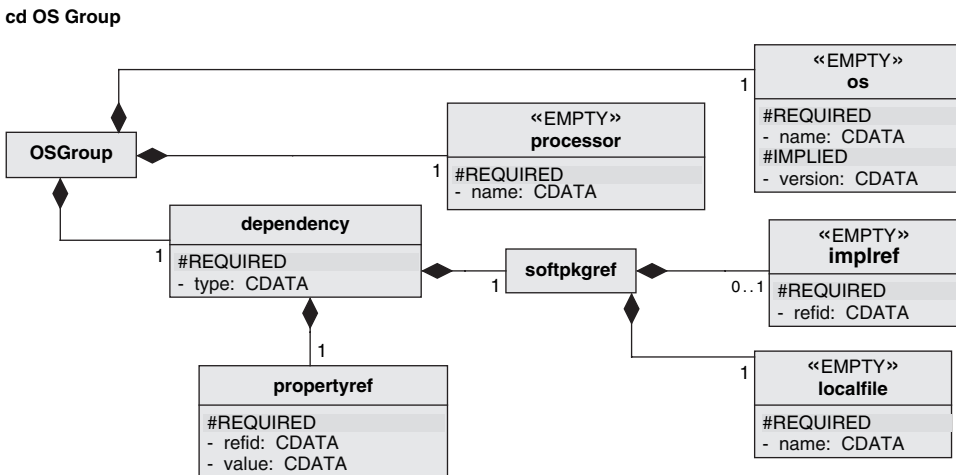 cd OS Group
«EMPTY»
os
#REQUIRED
- name: CDATA
#IMPLIED
- version: CDATA
1
«EMPTY»
processor
#REQUIRED
- name: CDATA
1
OSGroup
dependency
#REQUIRED
- type: CDATA
1
softpkgref
1
«EMPTY»
implref
#REQUIRED
- refid: CDATA
0..1
1
propertyref
#REQUIRED
- refid: CDATA
- value: CDATA
«EMPTY»
localfile
#REQUIRED
- name: CDATA
1